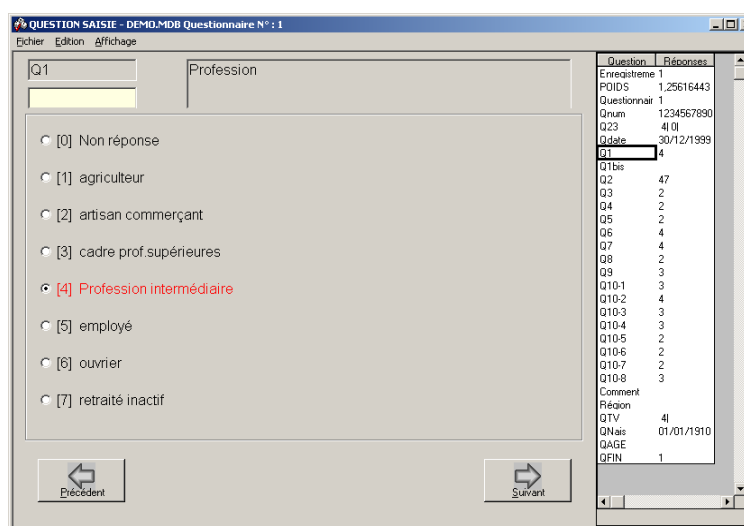 QUESTION SAISIE - DEMO.MDB Questionnaire N° : 1
Fichier Edition Affichage
Q1 Profession
[0] Non réponse
[1] agriculteur
[2] artisan commerçant
[3] cadre prof.supérieures
[4] Profession intermédiaire
[5] employé
[6] ouvrier
[7] retraité inactif
Précédent
Suivant
Question Réponses
Enregistreme 1
POIDS 1,25616443
Questionnair 1
Qnum 1234567890
Q23 4| 0|
Qdate 30/12/1999
Q1 4
Q1bis
Q2 47
Q3 2
Q4 2
Q5 2
Q6 4
Q7 4
Q8 2
Q9 3
Q10-1 3
Q10-2 4
Q10-3 3
Q10-4 3
Q10-5 2
Q10-6 2
Q10-7 2
Q10-8 3
Comment
Région
QTV 4|
QNais 01/01/1910
QAGE
QFIN 1